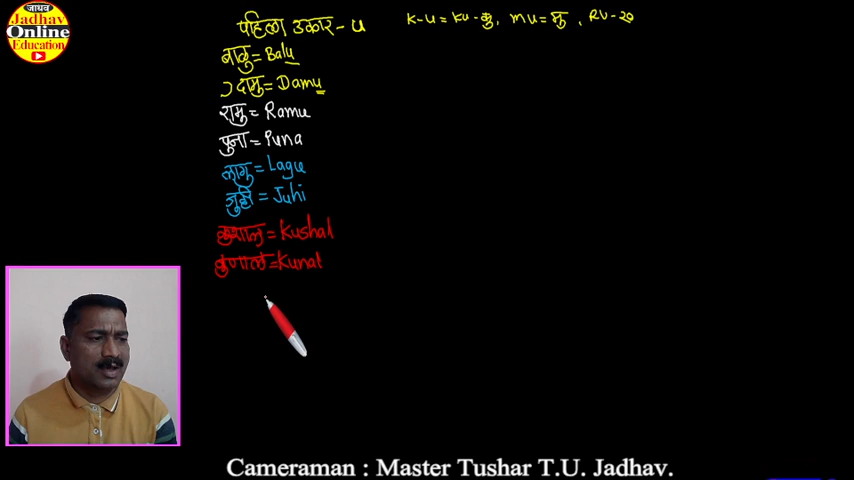 जाधव
Jadhav
Online
Education
पहिला उकार - u
K-U = KU - कु, mu = मु, RU - रु
बाळु = Balu
दामु = Damu
रामु = Ramu
पुना = Puna
लागु = Lagu
जुही = Juhi
कुशल = Kushal
कुणाल = Kunal
Cameraman : Master Tushar T.U. Jadhav.